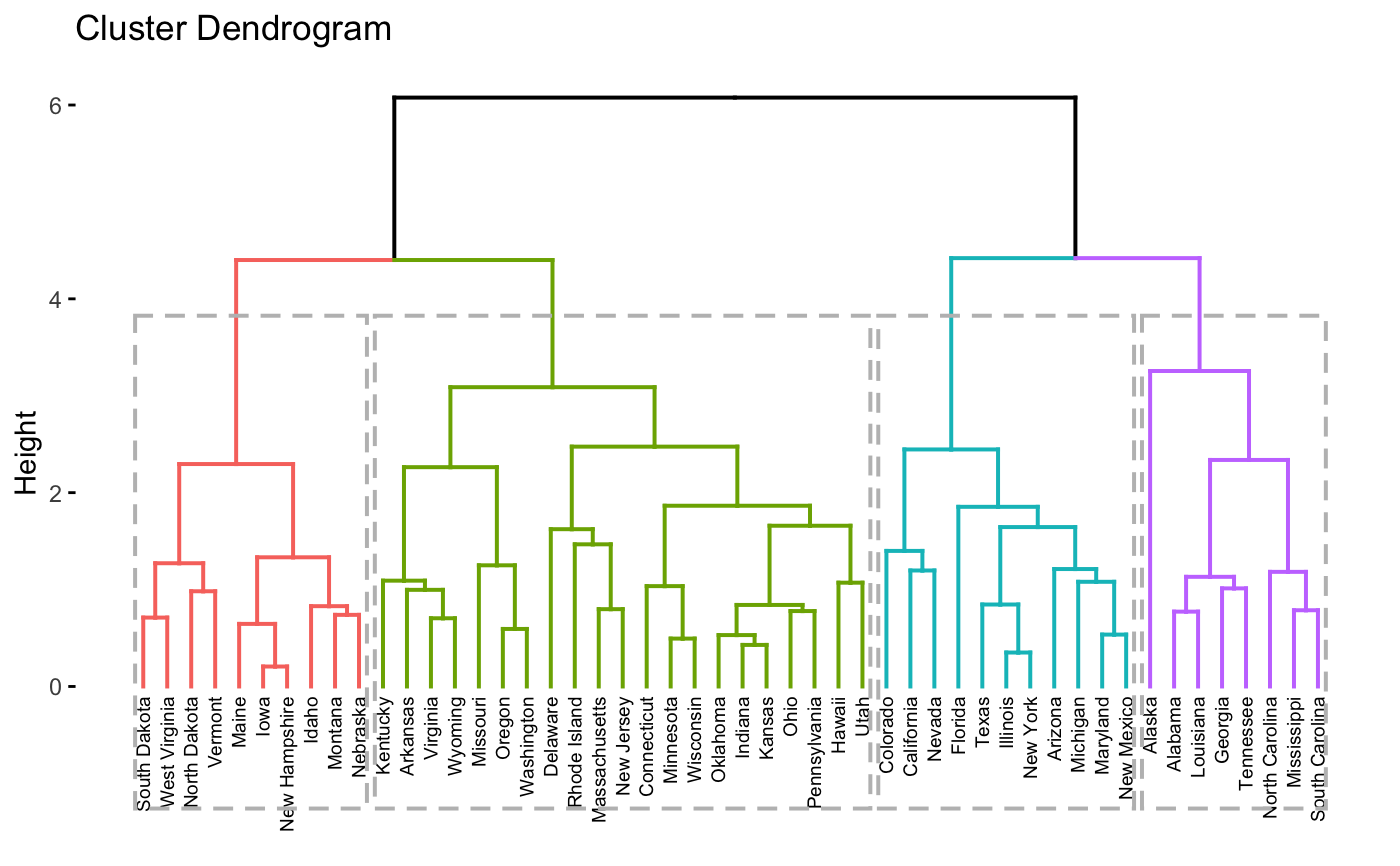 Cluster Dendrogram
Height
6
4
2
0
South Dakota
West Virginia
North Dakota
Vermont
Maine
Iowa
New Hampshire
Idaho
Montana
Nebraska
Kentucky
Arkansas
Virginia
Wyoming
Missouri
Oregon
Washington
Delaware
Rhode Island
Massachusetts
New Jersey
Connecticut
Minnesota
Wisconsin
Oklahoma
Indiana
Kansas
Ohio
Pennsylvania
Hawaii
Utah
Colorado
California
Nevada
Florida
Texas
Illinois
New York
Arizona
Michigan
Maryland
New Mexico
Alaska
Alabama
Louisiana
Georgia
Tennessee
North Carolina
Mississippi
South Carolina